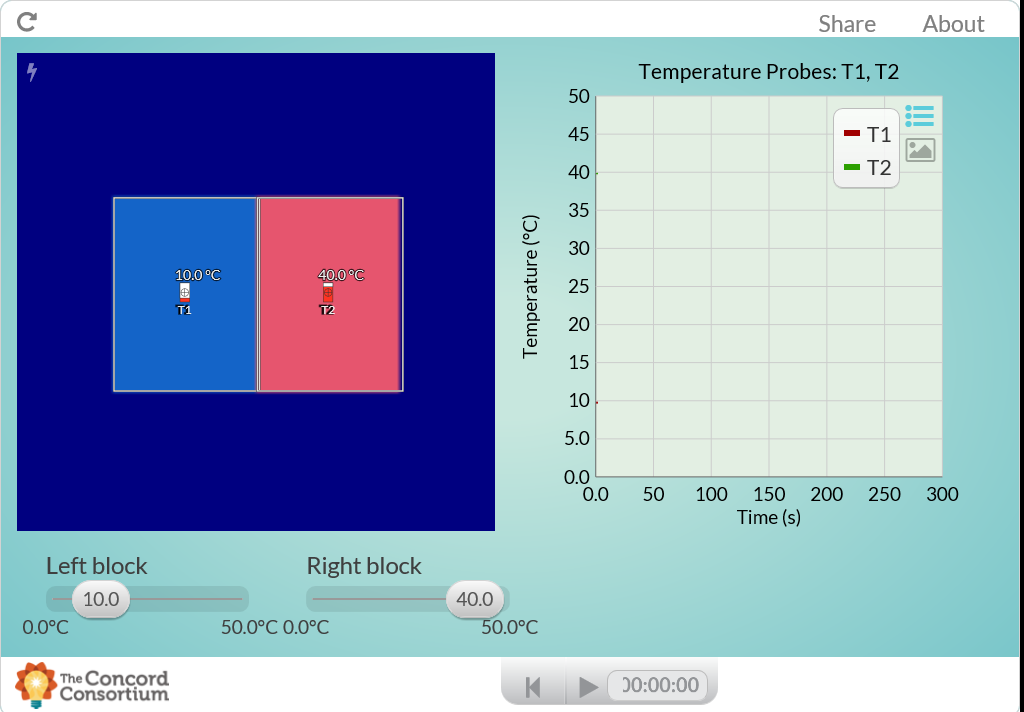 Share About
Temperature Probes: T1, T2
50
45
40
35
30
25
20
15
10
5.0
0.0
Temperature (°C)
T1
T2
0.0 50 100 150 200 250 300
Time (s)
10.0 °C
T1
40.0 °C
T2
Left block
10.0
0.0°C 50.0°C
Right block
40.0
0.0°C 50.0°C
The Concord
Consortium
00:00:00